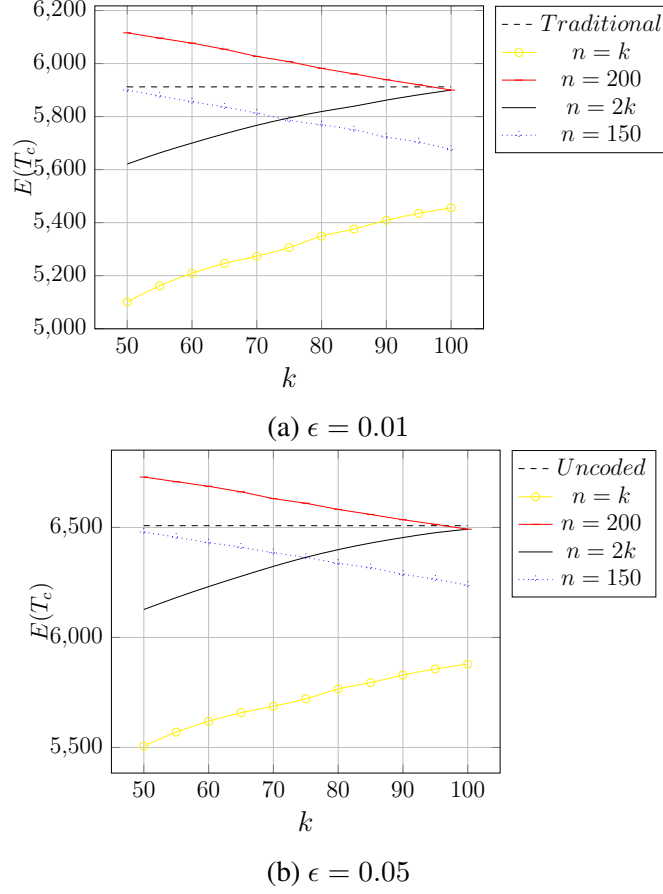 6,200
6,000
5,800
5,600
5,400
5,200
5,000
E(T_c)
50 60 70 80 90 100
k
Traditional
n = k
n = 200
n = 2k
n = 150
(a) ϵ = 0.01
6,500
6,000
5,500
E(T_c)
50 60 70 80 90 100
k
Uncoded
n = k
n = 200
n = 2k
n = 150
(b) ϵ = 0.05